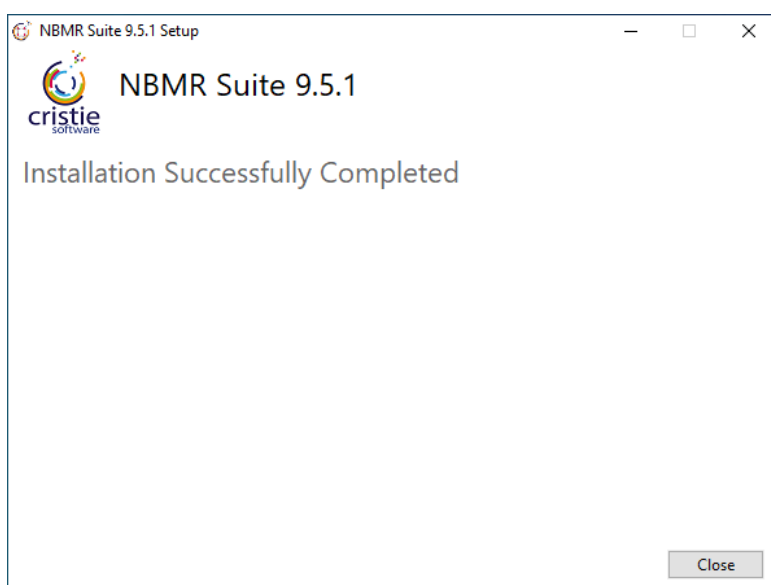 NBMR Suite 9.5.1 Setup
cristie
software
NBMR Suite 9.5.1
Installation Successfully Completed
Close